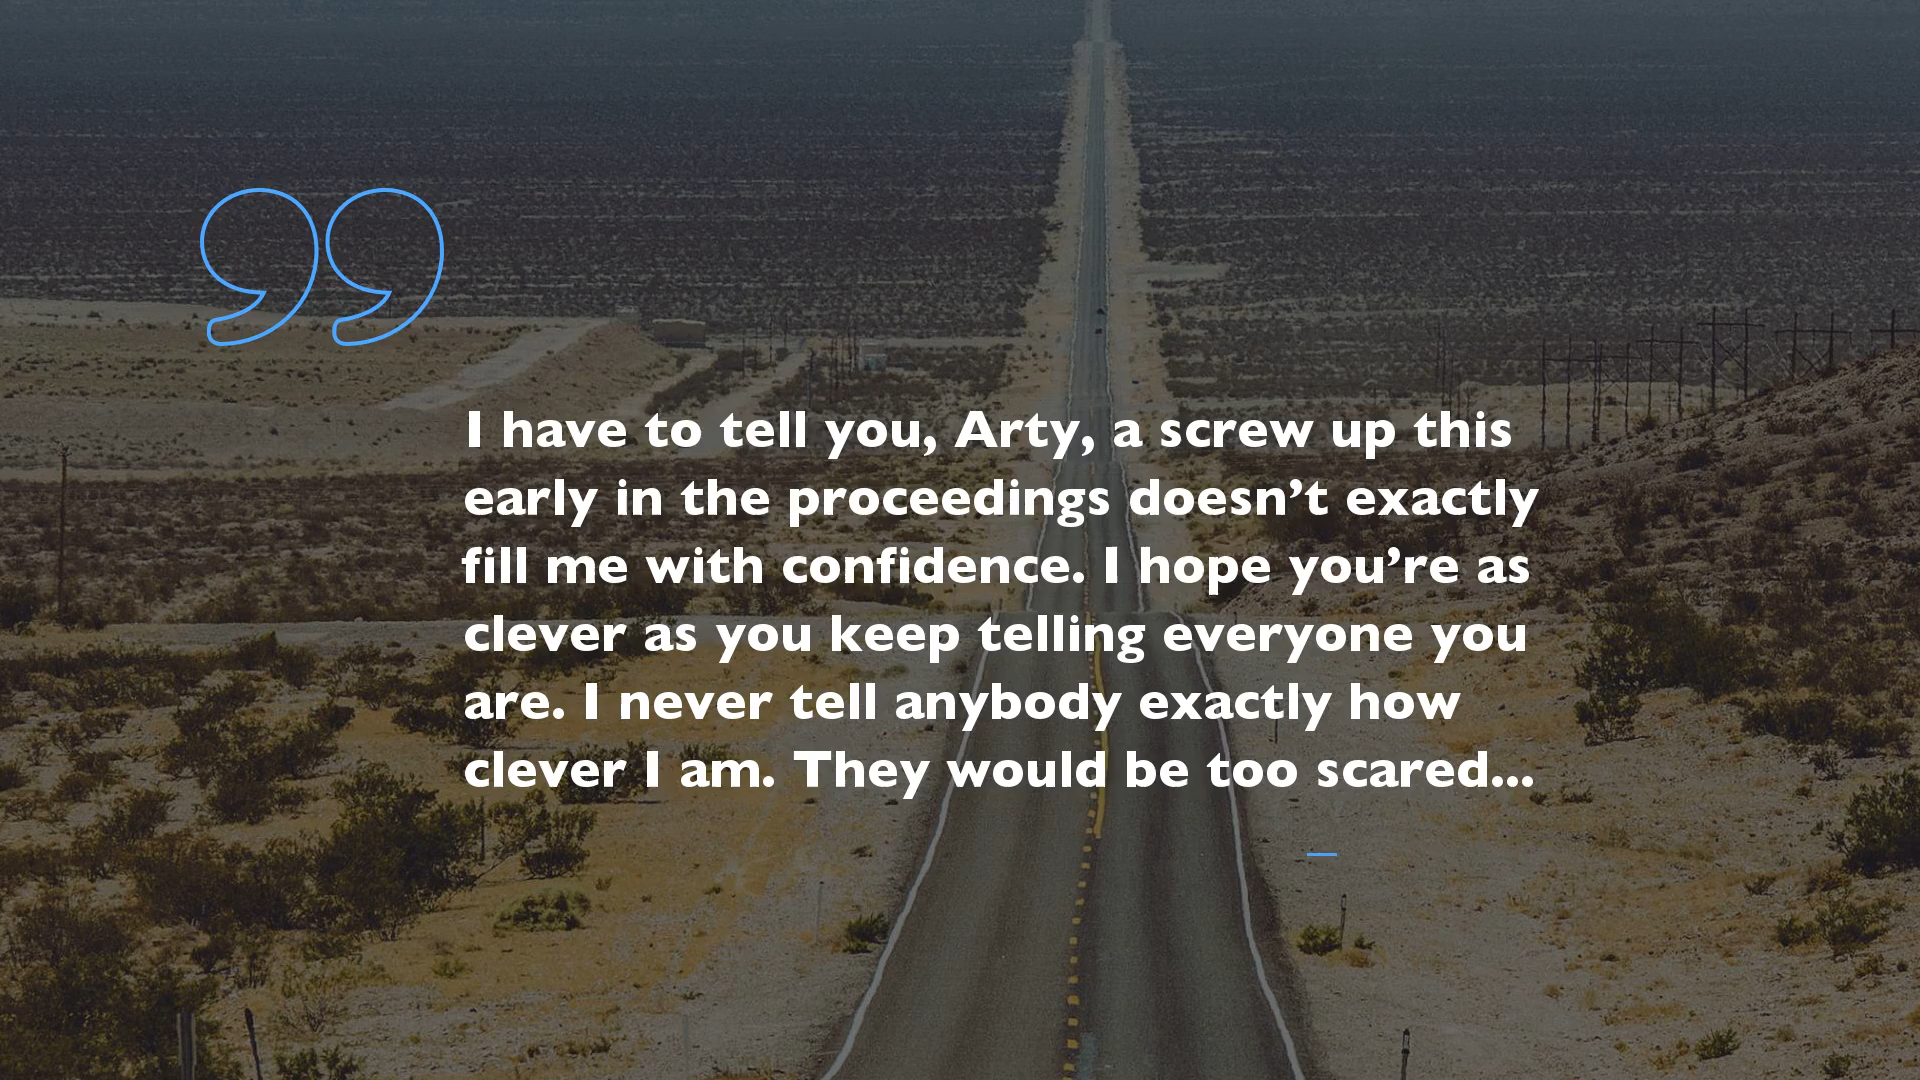 I have to tell you, Arty, a screw up this
early in the proceedings doesn’t exactly
fill me with confidence. I hope you’re as
clever as you keep telling everyone you
are. I never tell anybody exactly how
clever I am. They would be too scared...